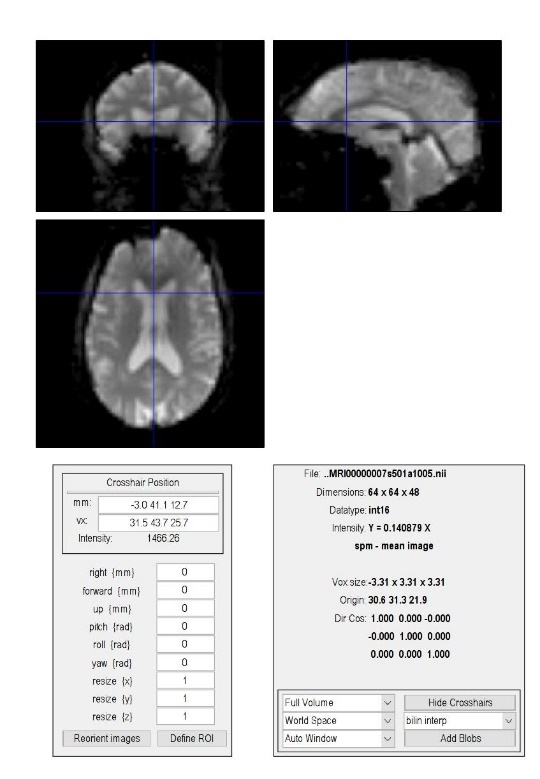 Crosshair Position
mm: -3.0 41.1 12.7
vx: 31.5 43.7 25.7
Intensity: 1466.26
right {mm} 0
forward {mm} 0
up {mm} 0
pitch {rad} 0
roll {rad} 0
yaw {rad} 0
resize {x} 1
resize {y} 1
resize {z} 1
Reorient images Define ROI
File: ..MRI00000007s501a1005.nii
Dimensions: 64 x 64 x 48
Datatype: int16
Intensity: Y = 0.140879 X
spm - mean image
Vox size: -3.31 x 3.31 x 3.31
Origin: 30.6 31.3 21.9
Dir Cos: 1.000 0.000 -0.000
-0.000 1.000 0.000
0.000 0.000 1.000
Full Volume Hide Crosshairs
World Space bilin interp
Auto Window Add Blobs